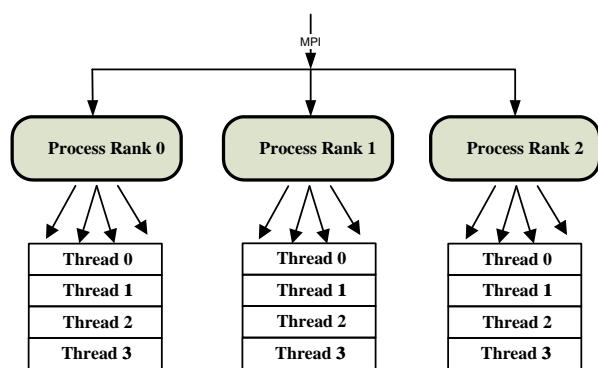 MPI
Process Rank 0
Process Rank 1
Process Rank 2
Thread 0
Thread 1
Thread 2
Thread 3
Thread 0
Thread 1
Thread 2
Thread 3
Thread 0
Thread 1
Thread 2
Thread 3